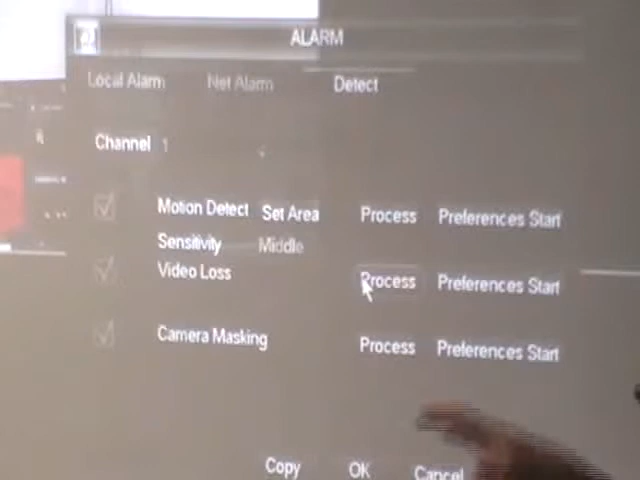 ALARM
Local Alarm Net Alarm Detect
Channel 1
Motion Detect Set Area Process Preferences Start
Sensitivity Middle
Video Loss Process Preferences Start
Camera Masking Process Preferences Start
Copy OK Cancel